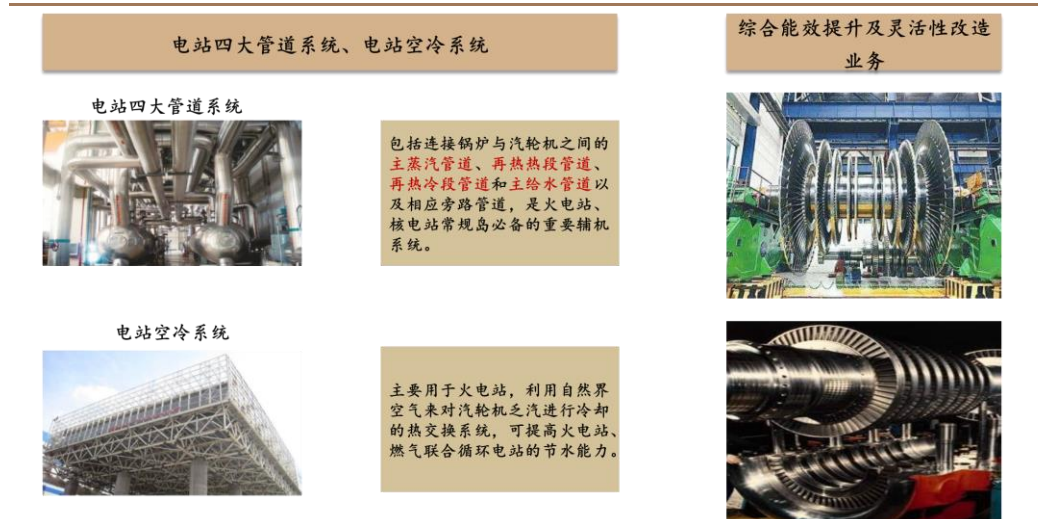 电站四大管道系统、电站空冷系统
综合能效提升及灵活性改造
业务
电站四大管道系统
包括连接锅炉与汽轮机之间的
主蒸汽管道、再热热段管道、
再热冷段管道和主给水管道以
及相应旁路管道，是火电站、
核电站常规岛必备的重要辅机
系统。
电站空冷系统
主要用于火电站，利用自然界
空气来对汽轮机乏汽进行冷却
的热交换系统，可提高火电站、
燃气联合循环电站的节水能力。